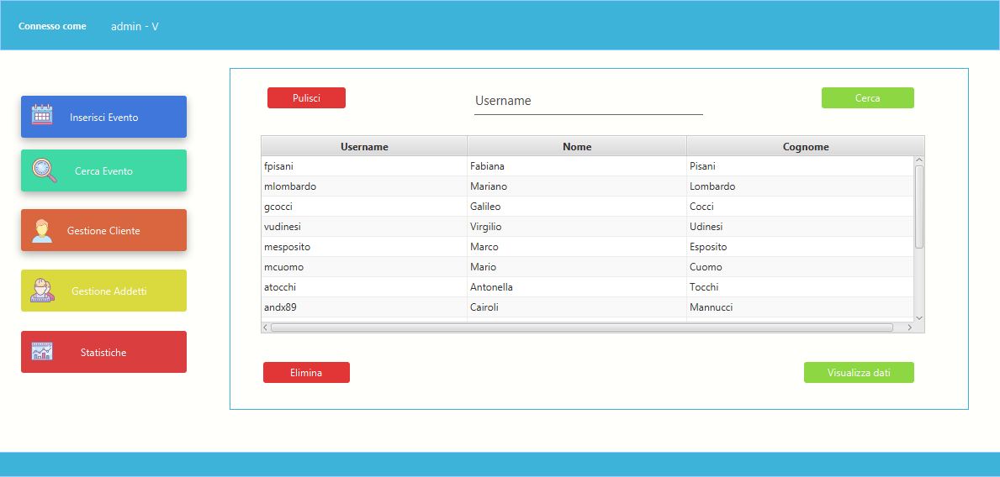 Connesso come admin - V
Inserisci Evento
Cerca Evento
Gestione Cliente
Gestione Addetti
Statistiche
Pulisci Username Cerca
Username Nome Cognome
fpisani Fabiana Pisani
mlombardo Mariano Lombardo
gcocci Galileo Cocci
vudinesi Virgilio Udinesi
mesposito Marco Esposito
mcuomo Mario Cuomo
atocchi Antonella Tocchi
andx89 Cairoli Mannucci
Elimina Visualizza dati